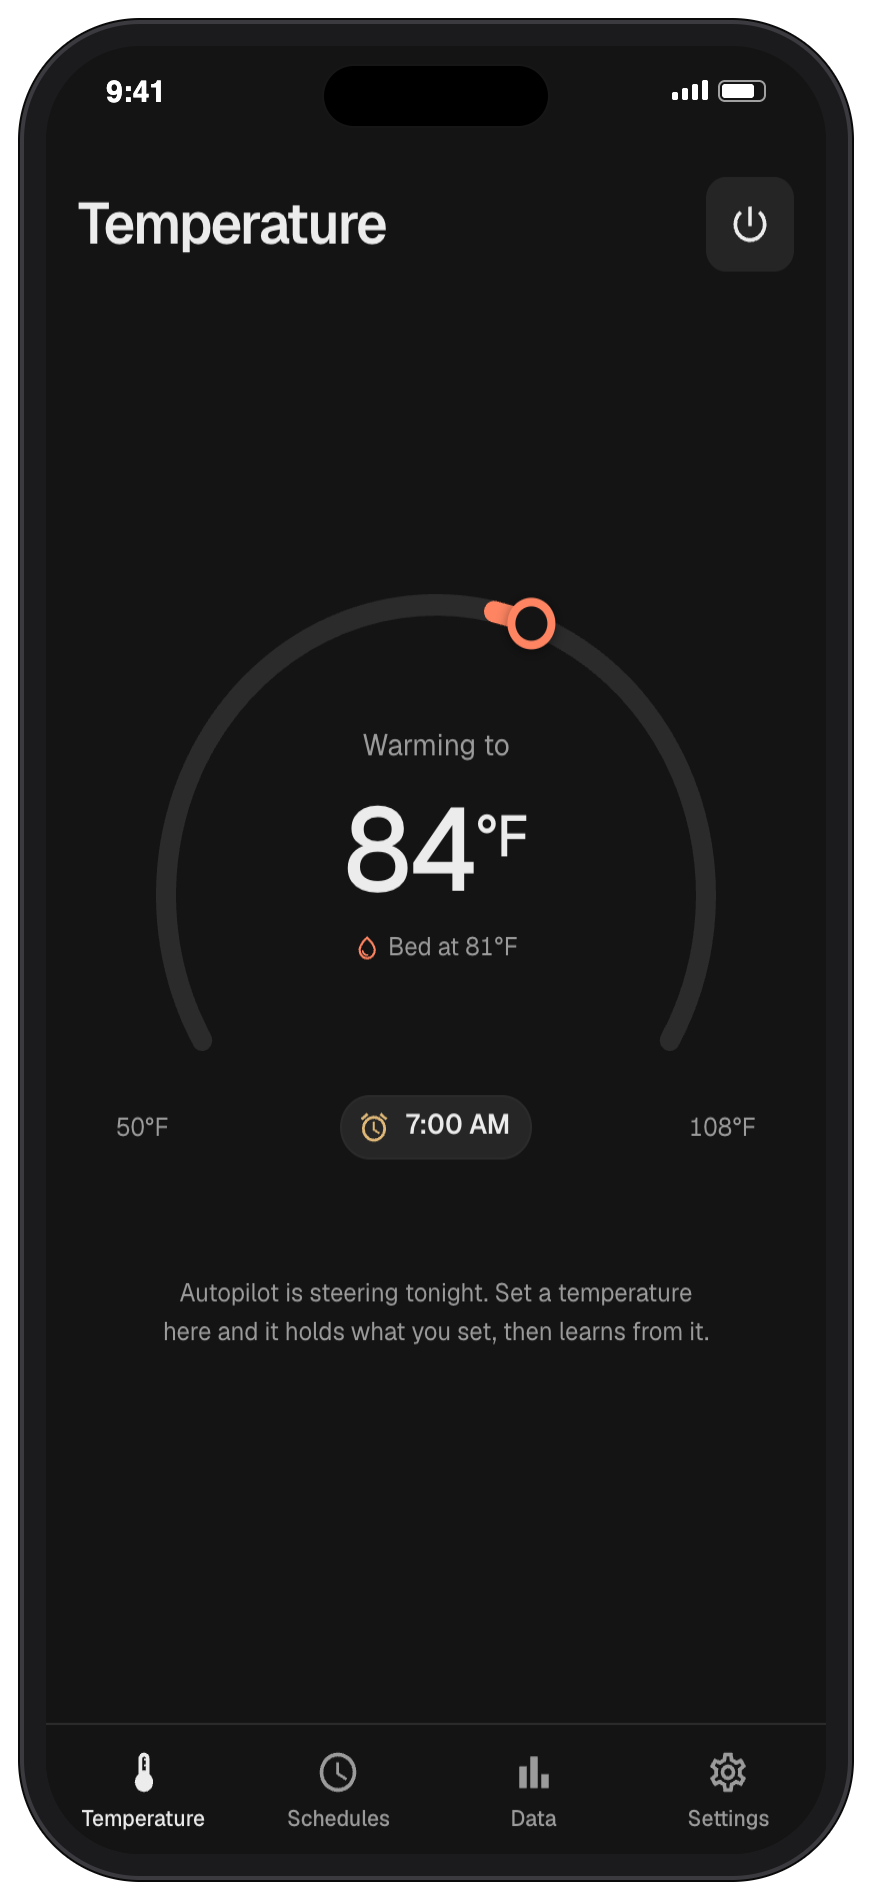 9:41
Temperature
Warming to
84°F
Bed at 81°F
50°F
7:00 AM
108°F
Autopilot is steering tonight. Set a temperature
here and it holds what you set, then learns from it.
Temperature
Schedules
Data
Settings